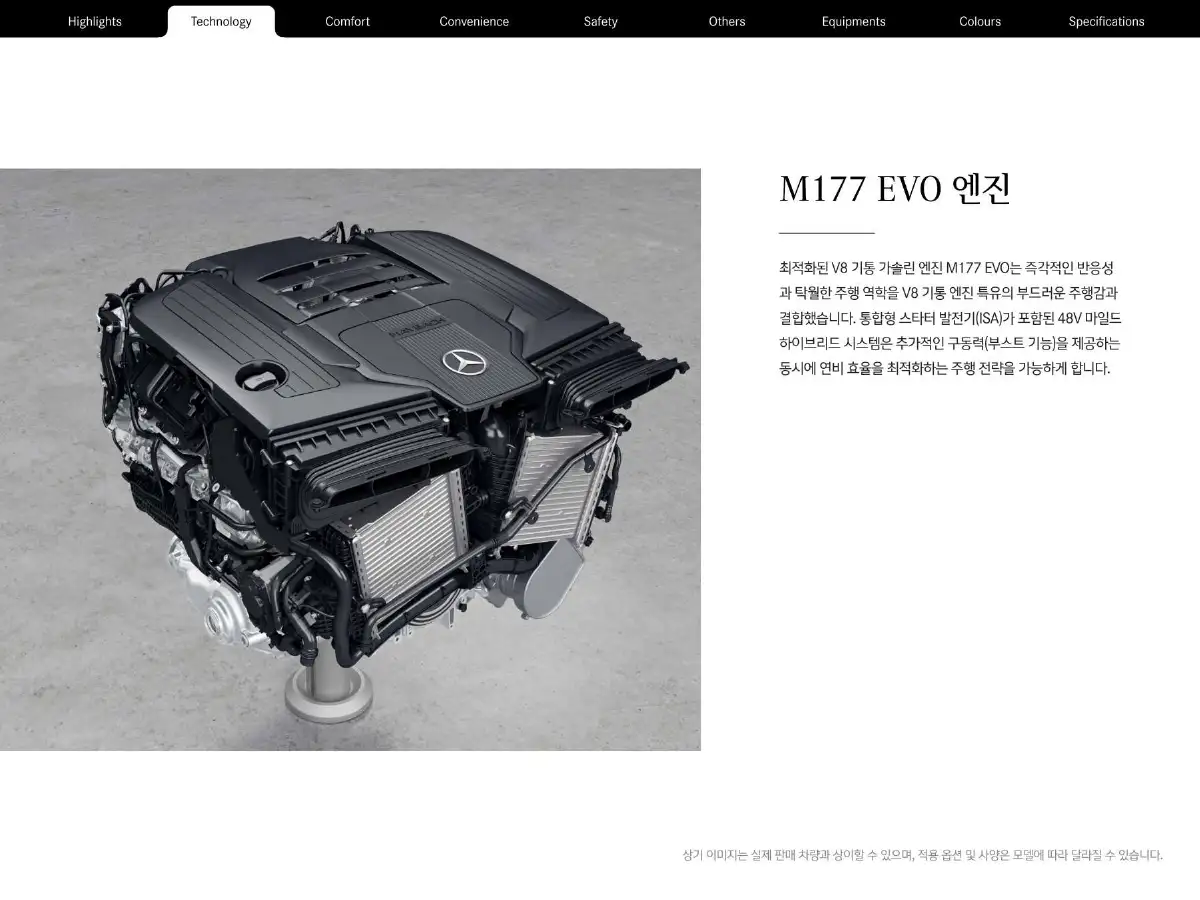 Highlights
Technology
Comfort
Convenience
Safety
Others
Equipments
Colours
Specifications
M177 EVO 엔진
최적화된 V8 기통 가솔린 엔진 M177 EVO는 즉각적인 반응성
과 탁월한 주행 역학을 V8 기통 엔진 특유의 부드러운 주행감과
결합했습니다. 통합형 스타터 발전기(ISA)가 포함된 48V 마일드
하이브리드 시스템은 추가적인 구동력(부스트 기능)을 제공하는
동시에 연비 효율을 최적화하는 주행 전략을 가능하게 합니다.
상기 이미지는 실제 판매 차량과 상이할 수 있으며, 적용 옵션 및 사양은 모델에 따라 달라질 수 있습니다.